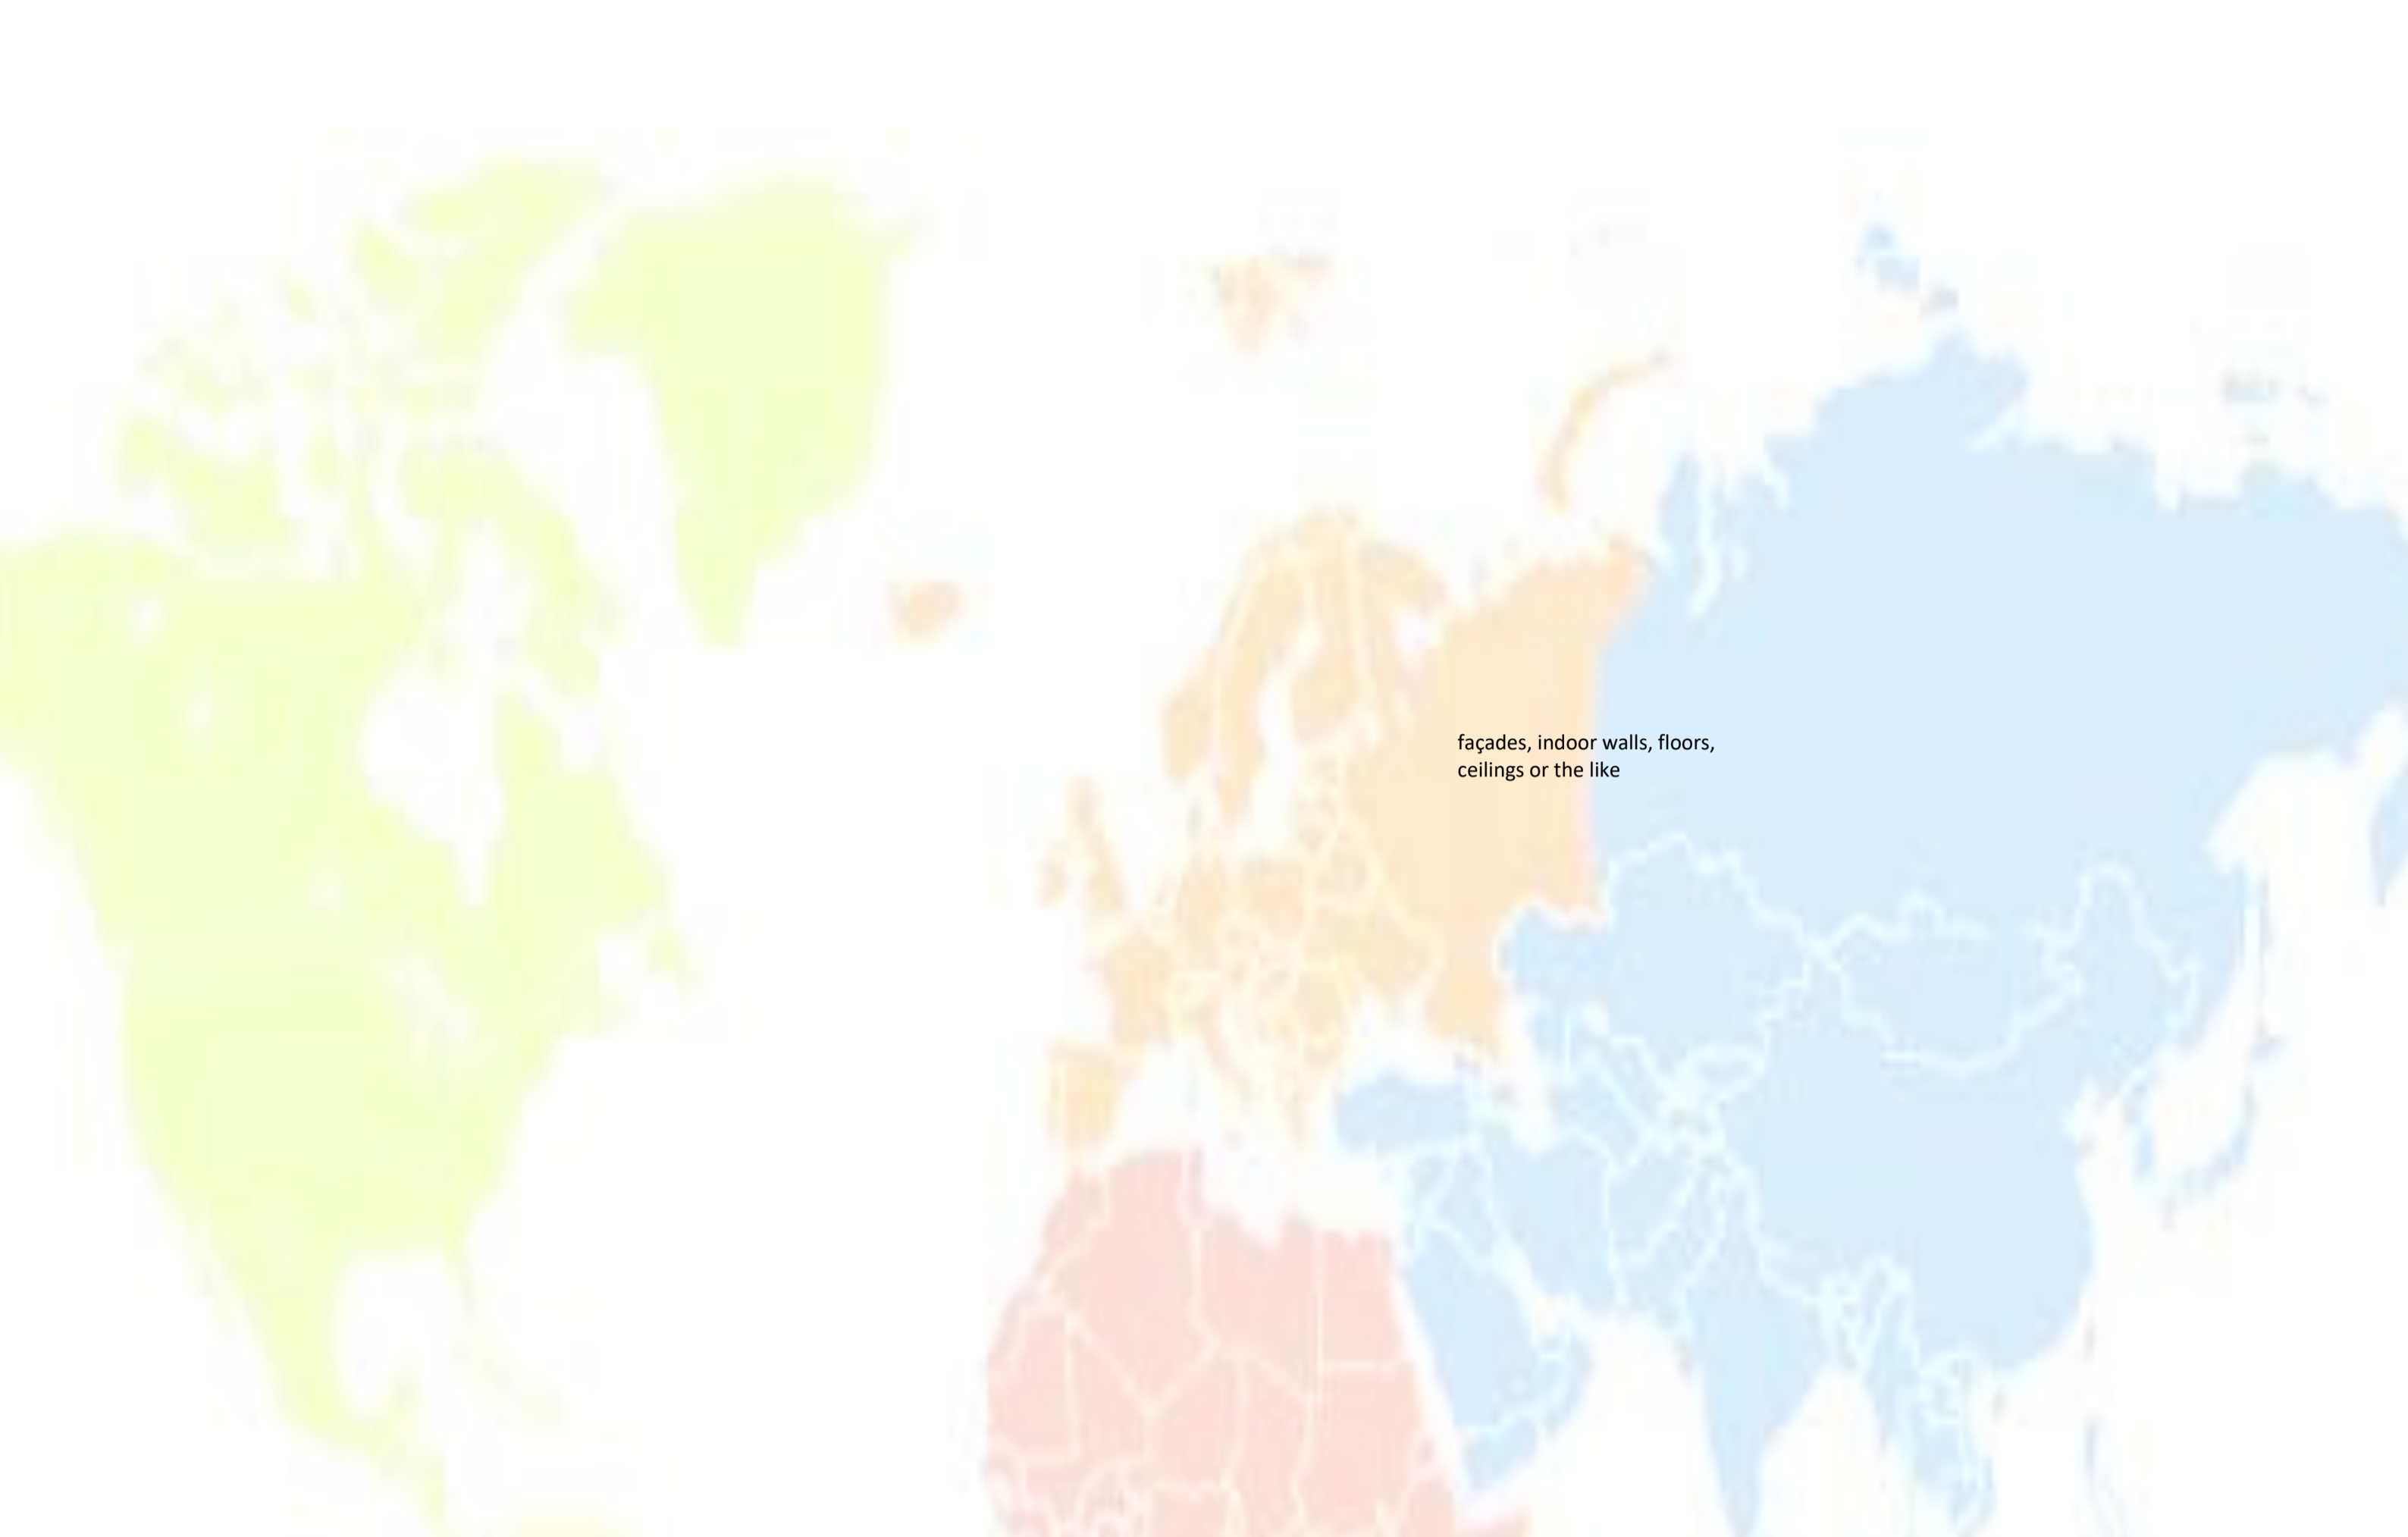 façades, indoor walls, floors,
ceilings or the like